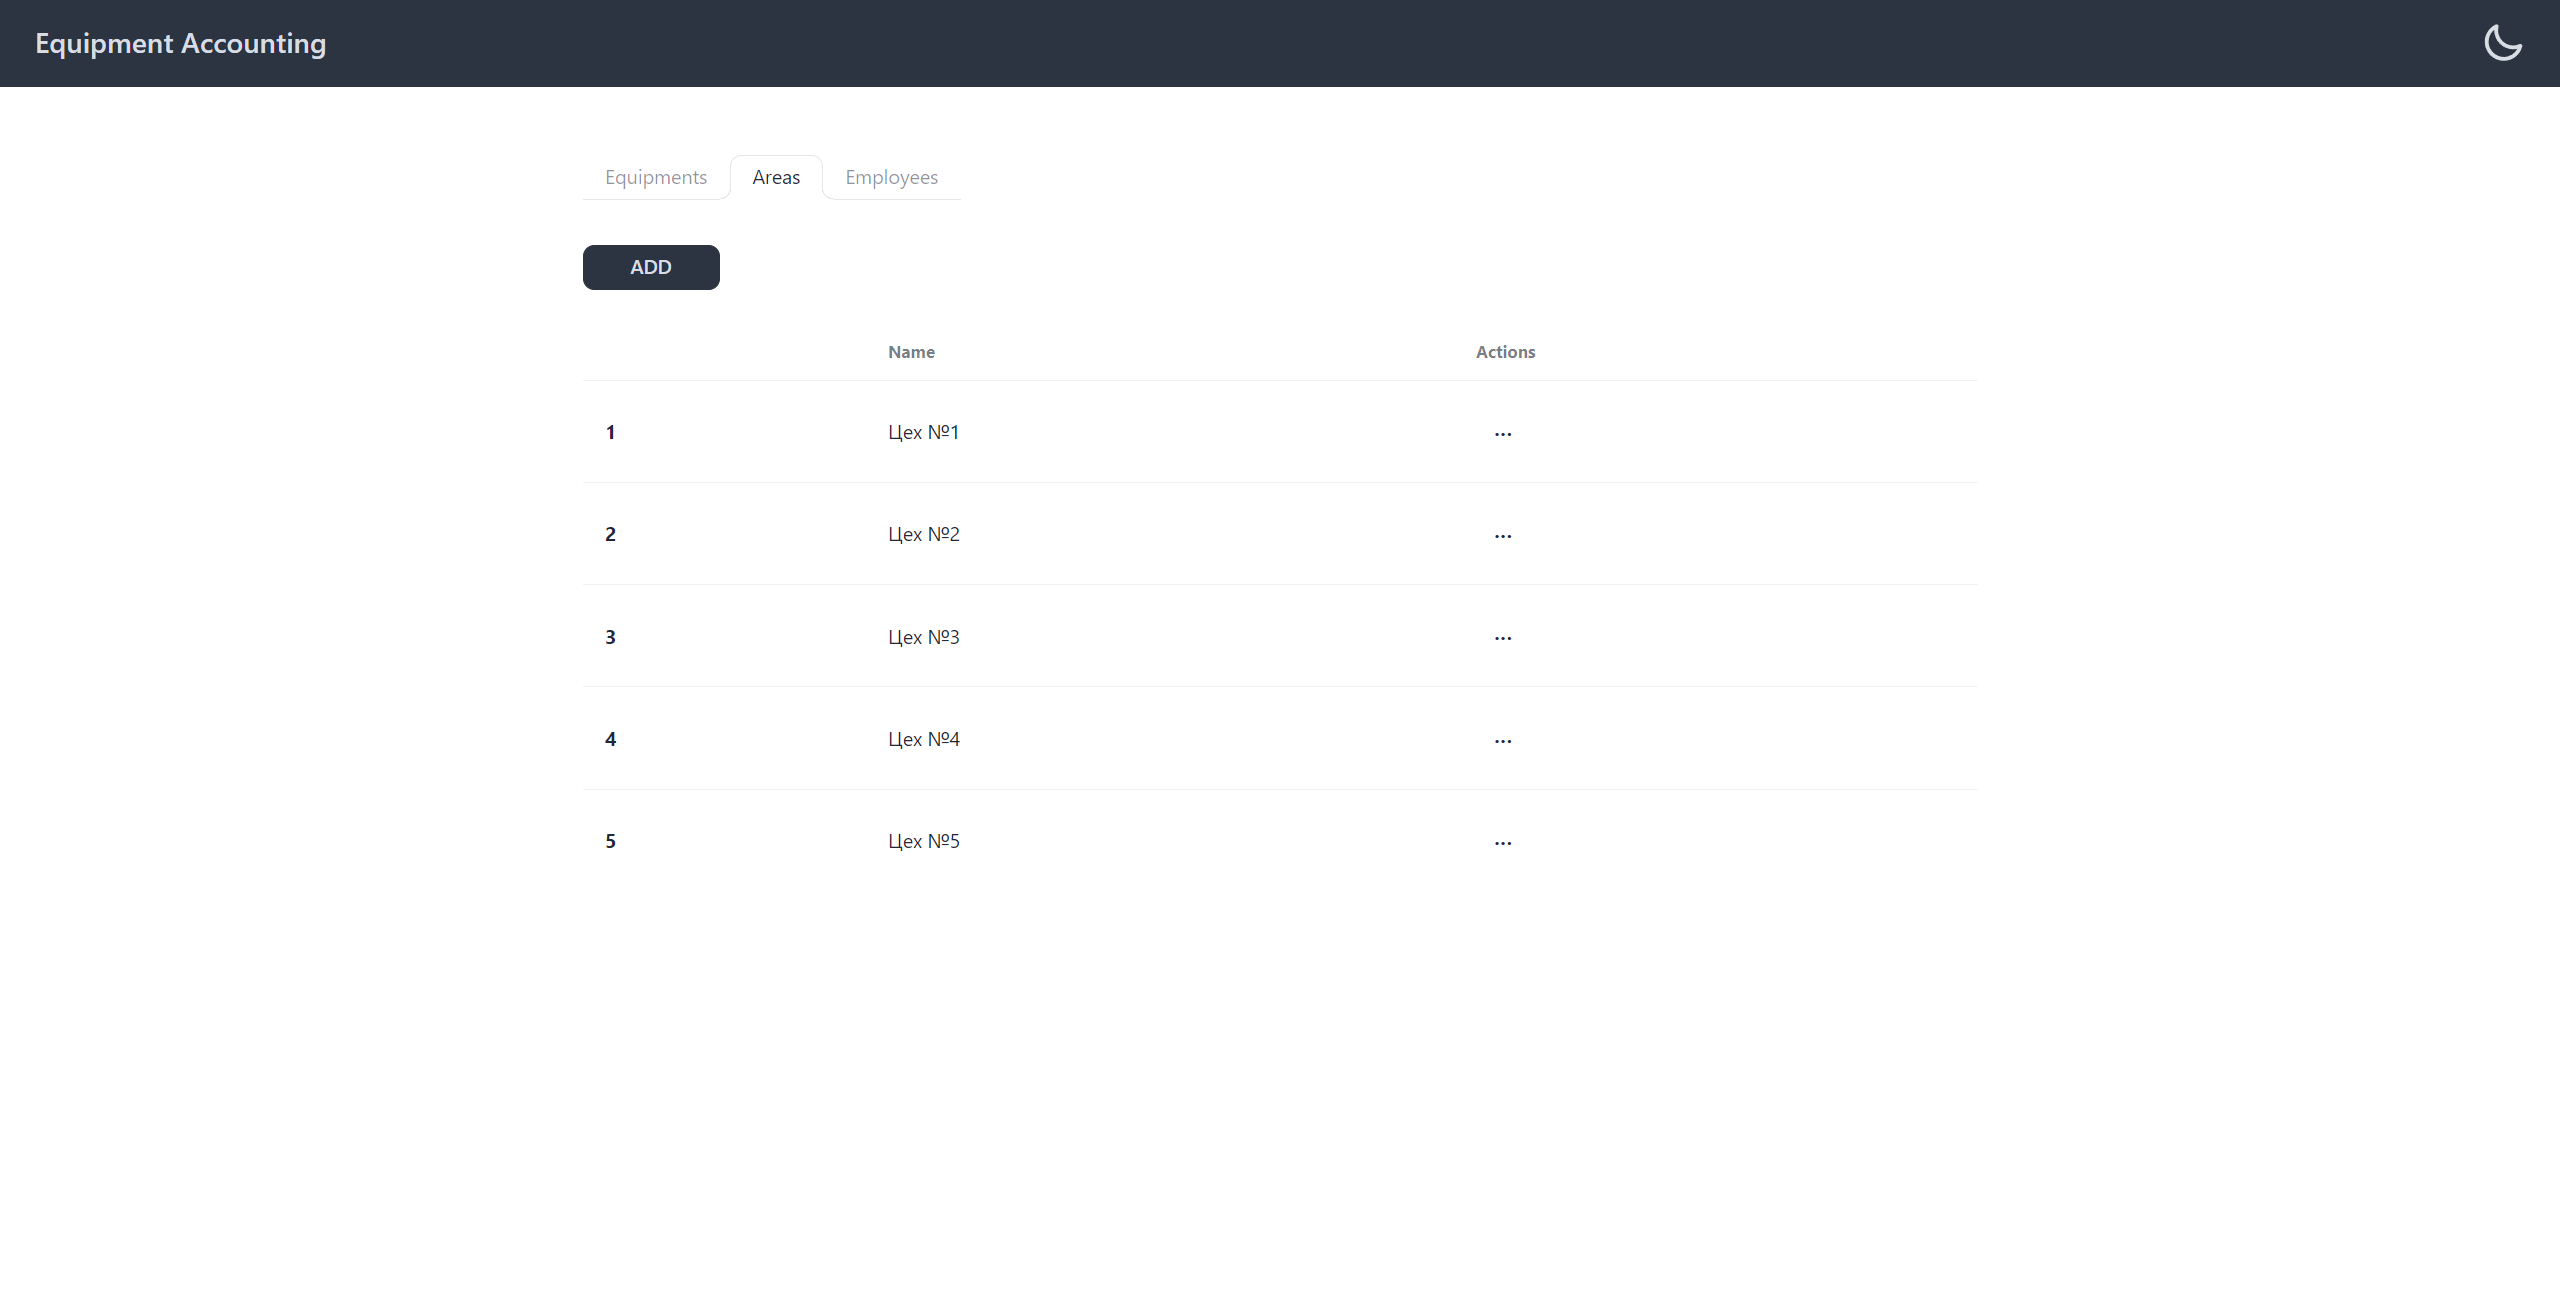 Equipment Accounting
Equipments Areas Employees
ADD
Name Actions
1 Цех №1 ...
2 Цех №2 ...
3 Цех №3 ...
4 Цех №4 ...
5 Цех №5 ...